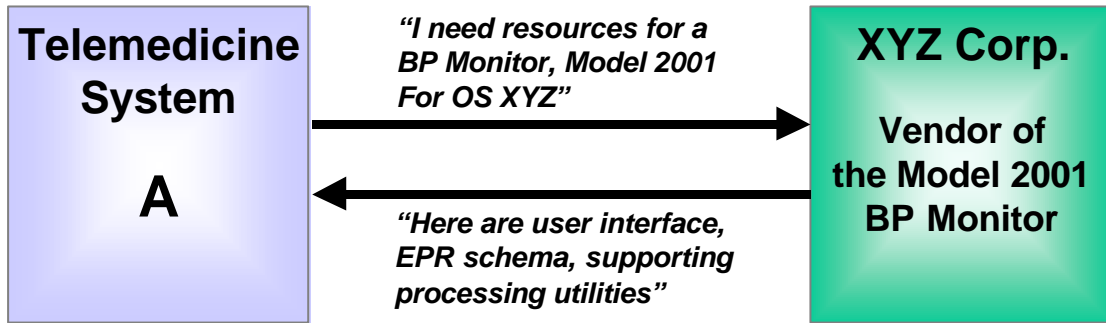 Telemedicine
System
A
“I need resources for a
BP Monitor, Model 2001
For OS XYZ”
“Here are user interface,
EPR schema, supporting
processing utilities”
XYZ Corp.
Vendor of
the Model 2001
BP Monitor